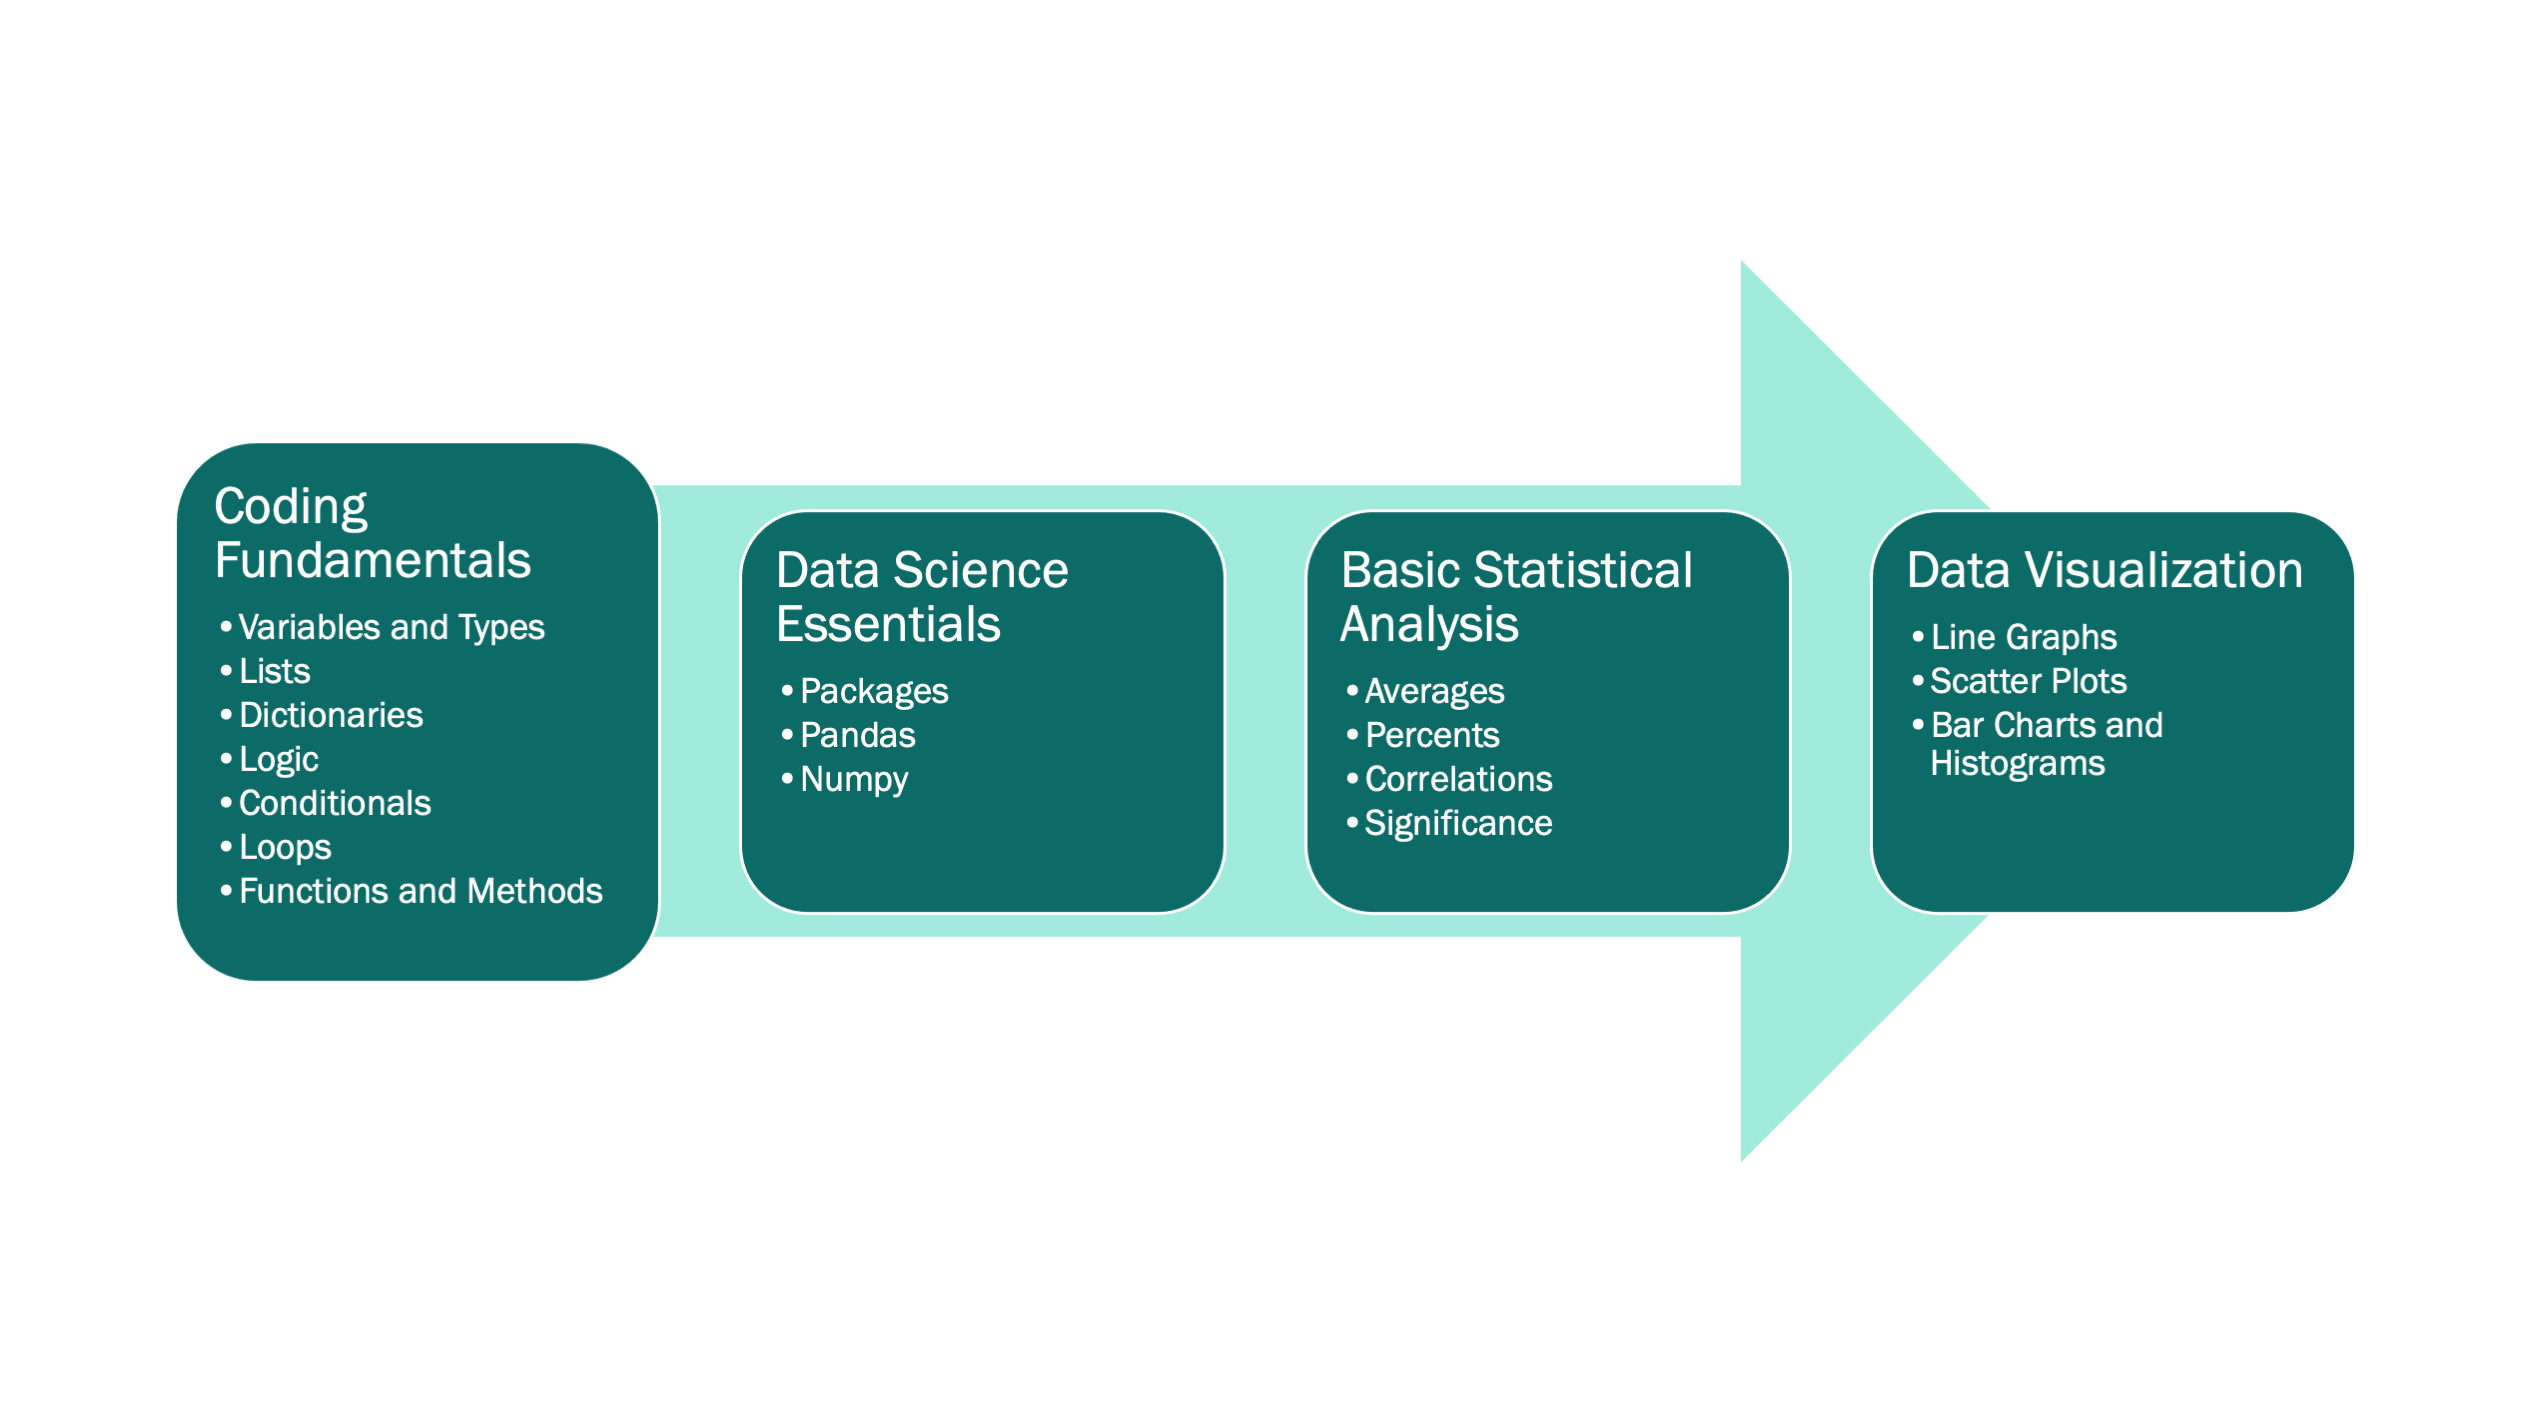 Coding
Fundamentals
•Variables and Types
•Lists
•Dictionaries
•Logic
•Conditionals
•Loops
•Functions and Methods
Data Science
Essentials
•Packages
•Pandas
•Numpy
Basic Statistical
Analysis
•Averages
•Percents
•Correlations
•Significance
Data Visualization
•Line Graphs
•Scatter Plots
•Bar Charts and
Histograms